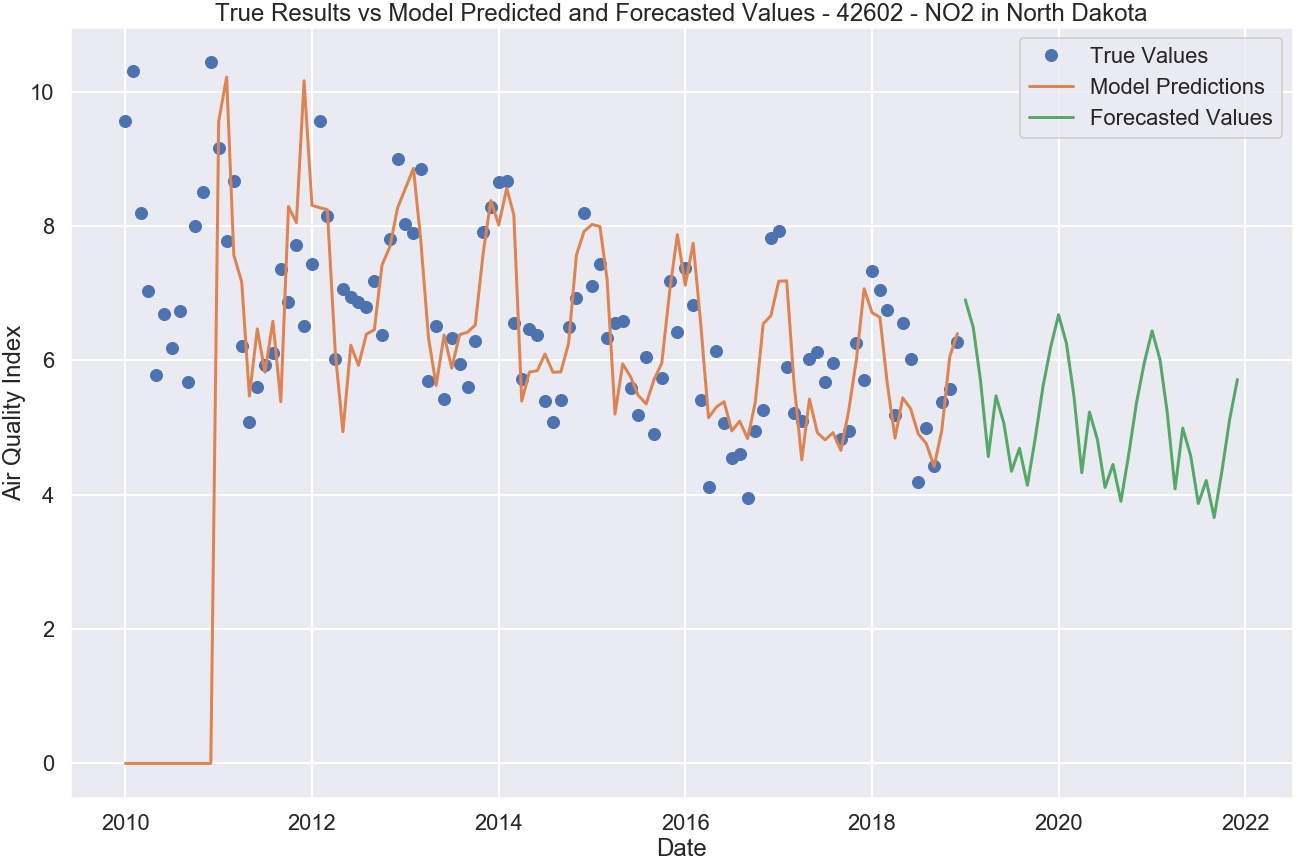 True Results vs Model Predicted and Forecasted Values - 42602 - NO2 in North Dakota
True Values
Model Predictions
Forecasted Values
Air Quality Index
10
8
6
4
2
0
2010 2012 2014 2016 2018 2020 2022
Date